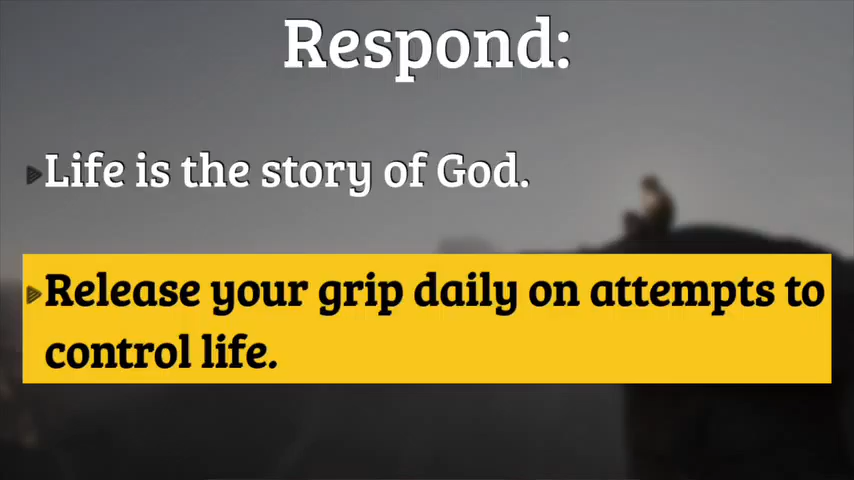 Respond:
Life is the story of God.
Release your grip daily on attempts to
control life.